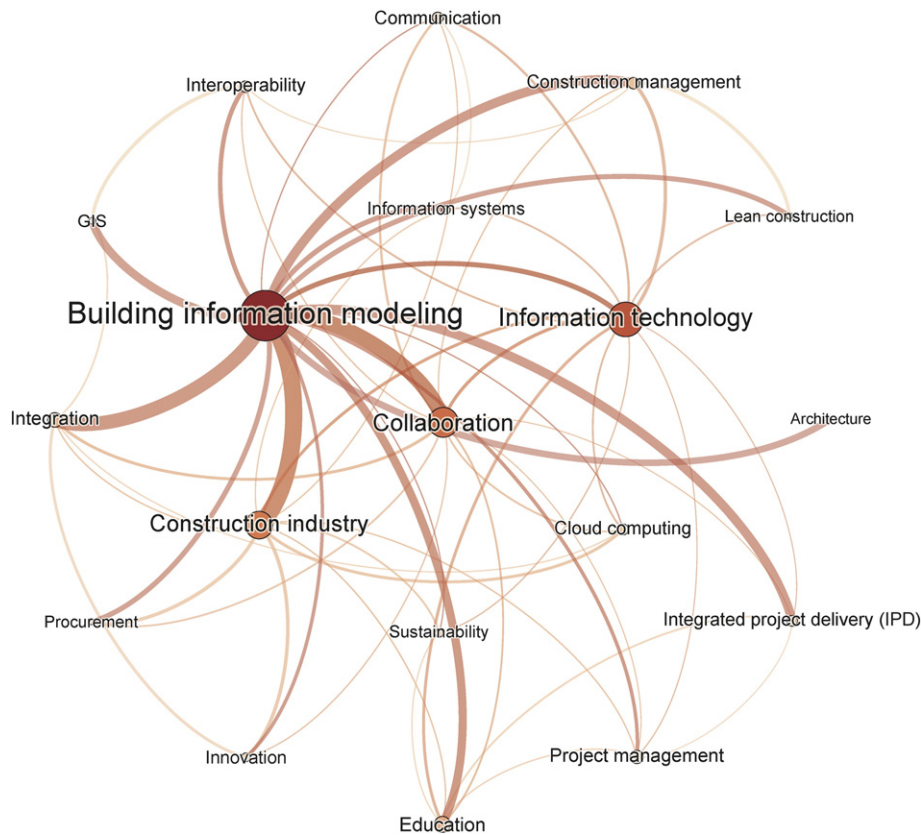 Communication
Interoperability
Construction management
GIS
Information systems
Lean construction
Building information modeling
Information technology
Integration
Collaboration
Architecture
Construction industry
Cloud computing
Procurement
Sustainability
Integrated project delivery (IPD)
Innovation
Project management
Education